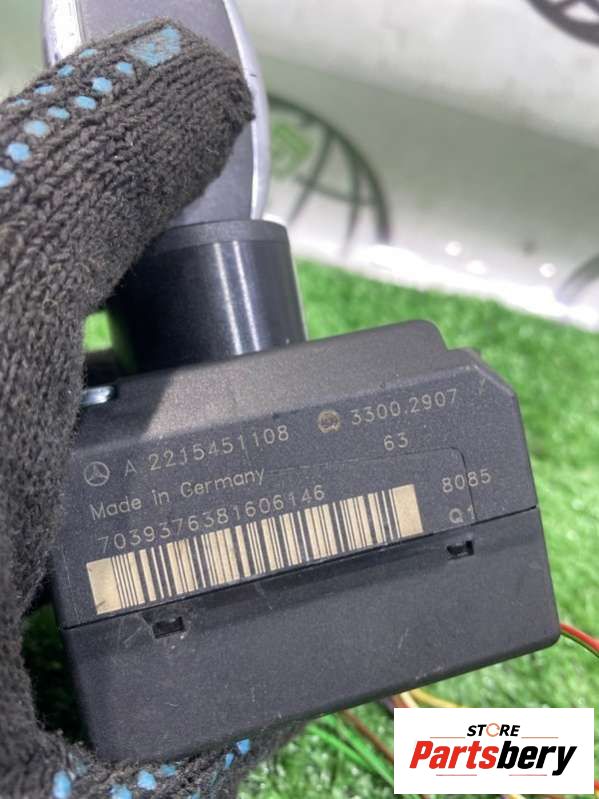 A 2215451108 3300.2907
63
Made in Germany
7039376381606146
8085
Q1
STORE
Partsbery